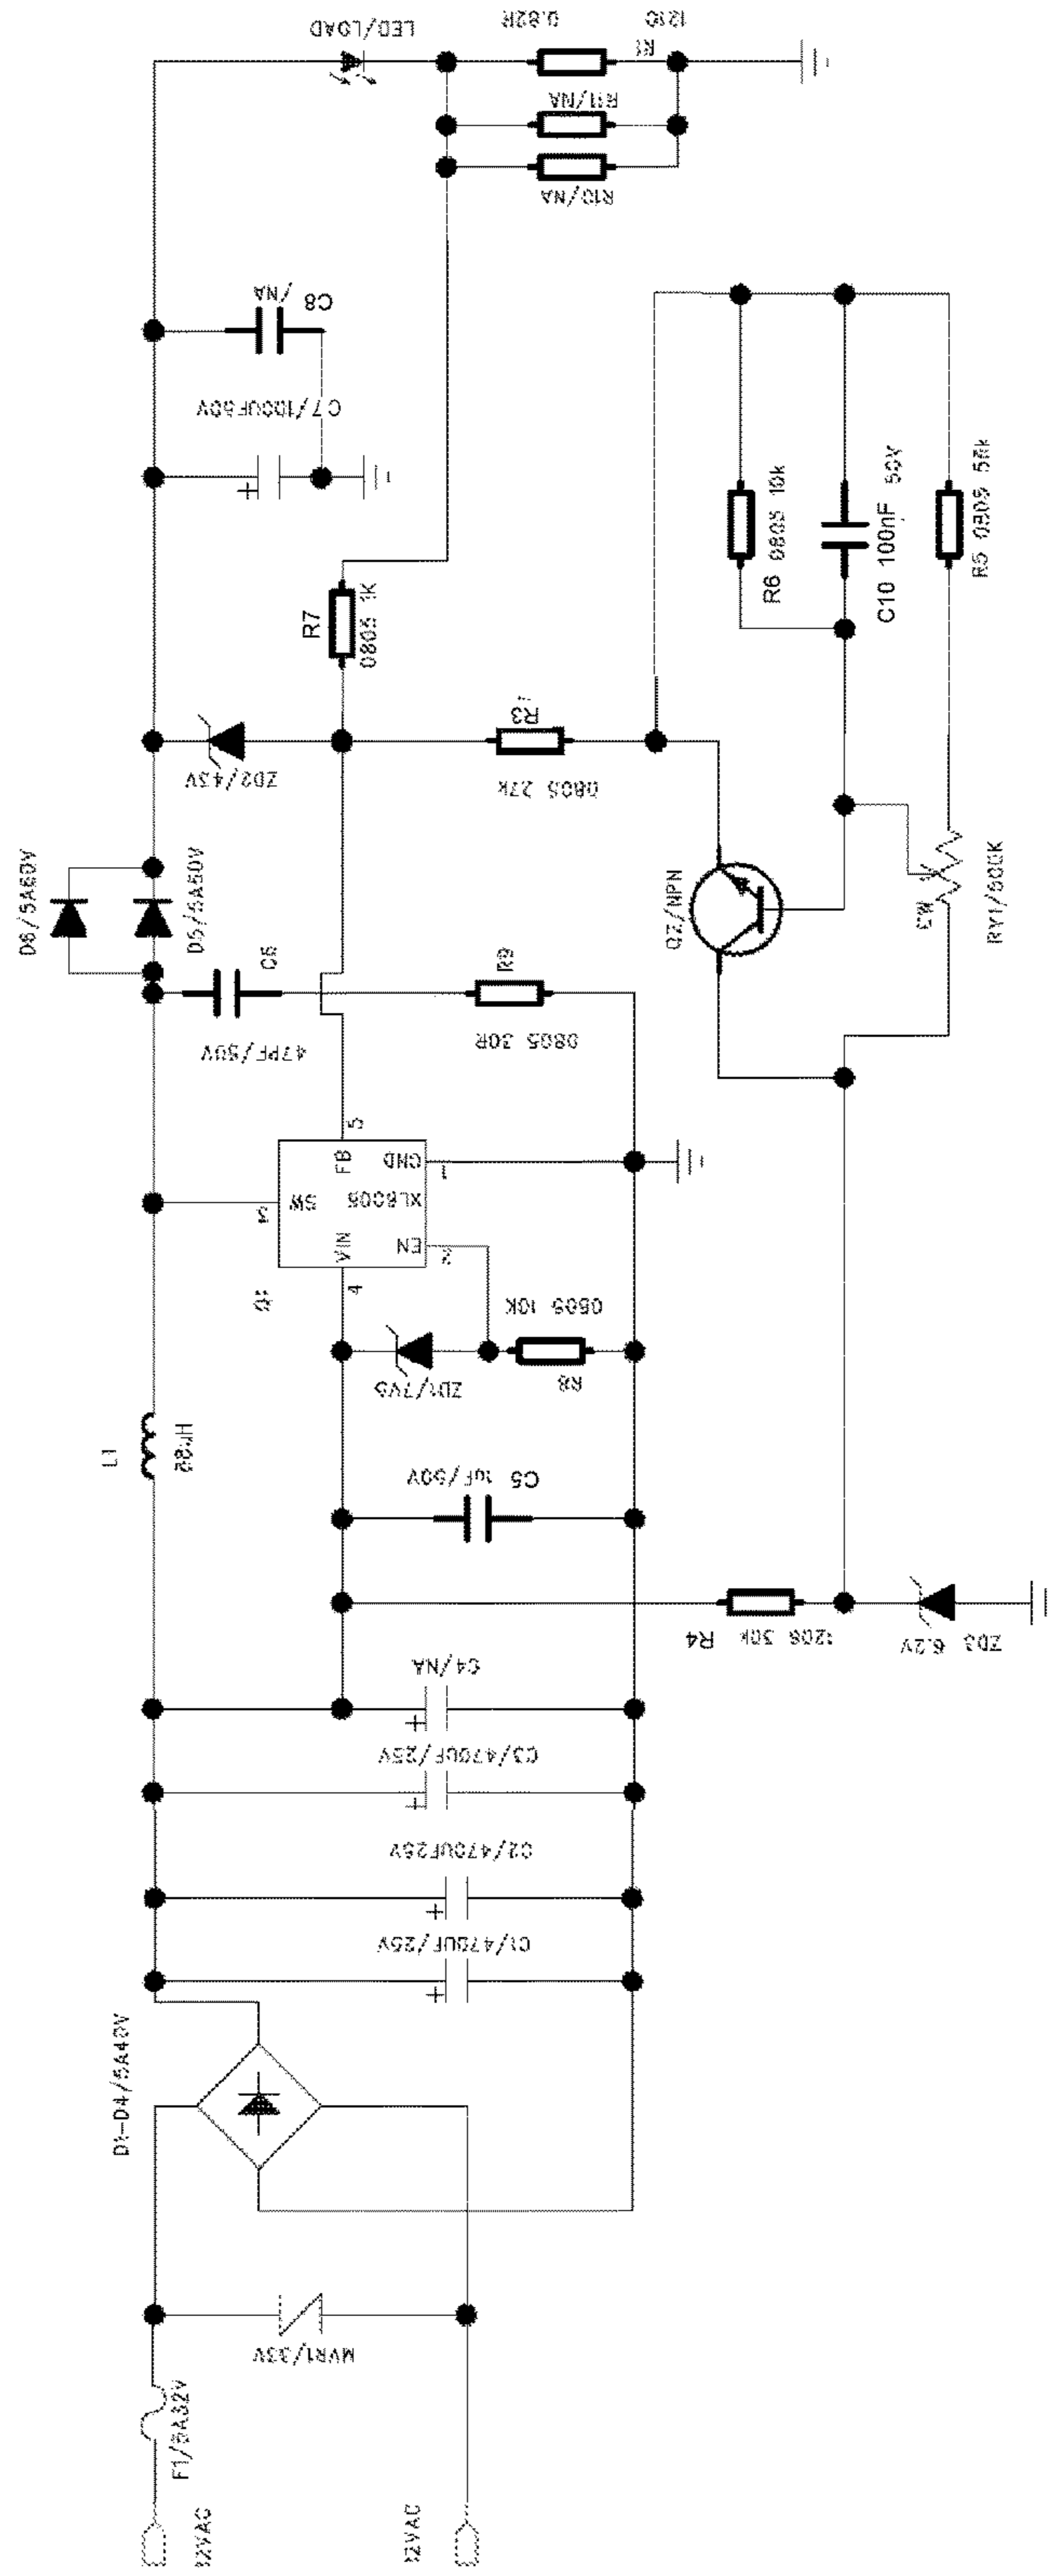 12VAC
12VAC
F1/5A32V
MVR1/33V
D1-D4/5A40V
C1/470UF/25V
C2/470UF25V
C3/470UF/25V
C4/NA
R4
1206 30k
ZD3
6.2V
L1
C5
1uF/50V
ZD1/7V5
R8
0805 10K
Q1
4
VIN
SW
3
EN
2
XL6005
FB
5
GND
1
47PF/50V
C6
R9
0805 30R
D6/5A60V
D5/5A60V
ZD2/43V
R3
0805 27k
R7
0805 1K
Q2/NPN
CW
RV1/500K
R6 0805 10k
C10 100nF 50V
R5 0805 56k
C7/100UF50V
C8
/NA
LED/LOAD
R10/NA
R11/NA
R1
0.82R
1210